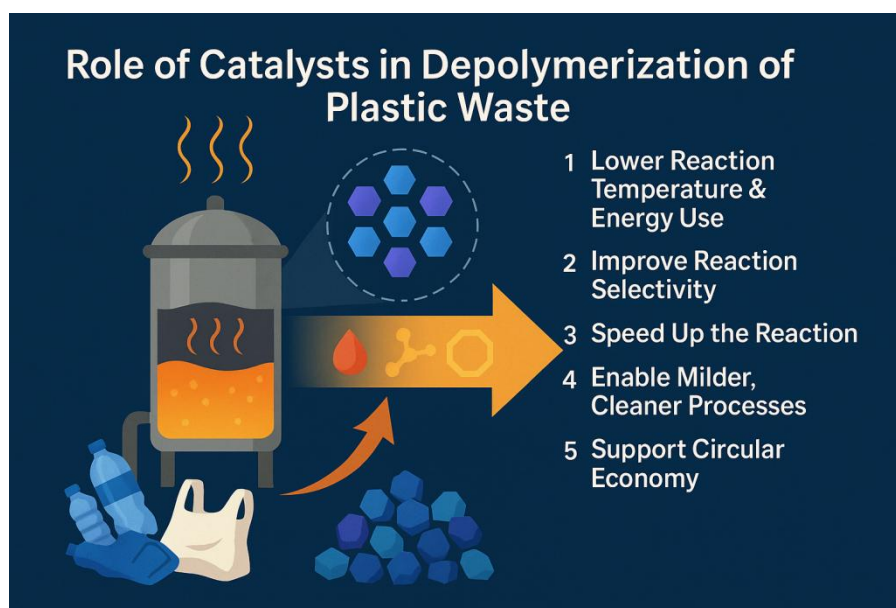 Role of Catalysts in Depolymerization of
Plastic Waste
1 Lower Reaction
Temperature &
Energy Use
2 Improve Reaction
Selectivity
3 Speed Up the Reaction
4 Enable Milder,
Cleaner Processes
5 Support Circular
Economy